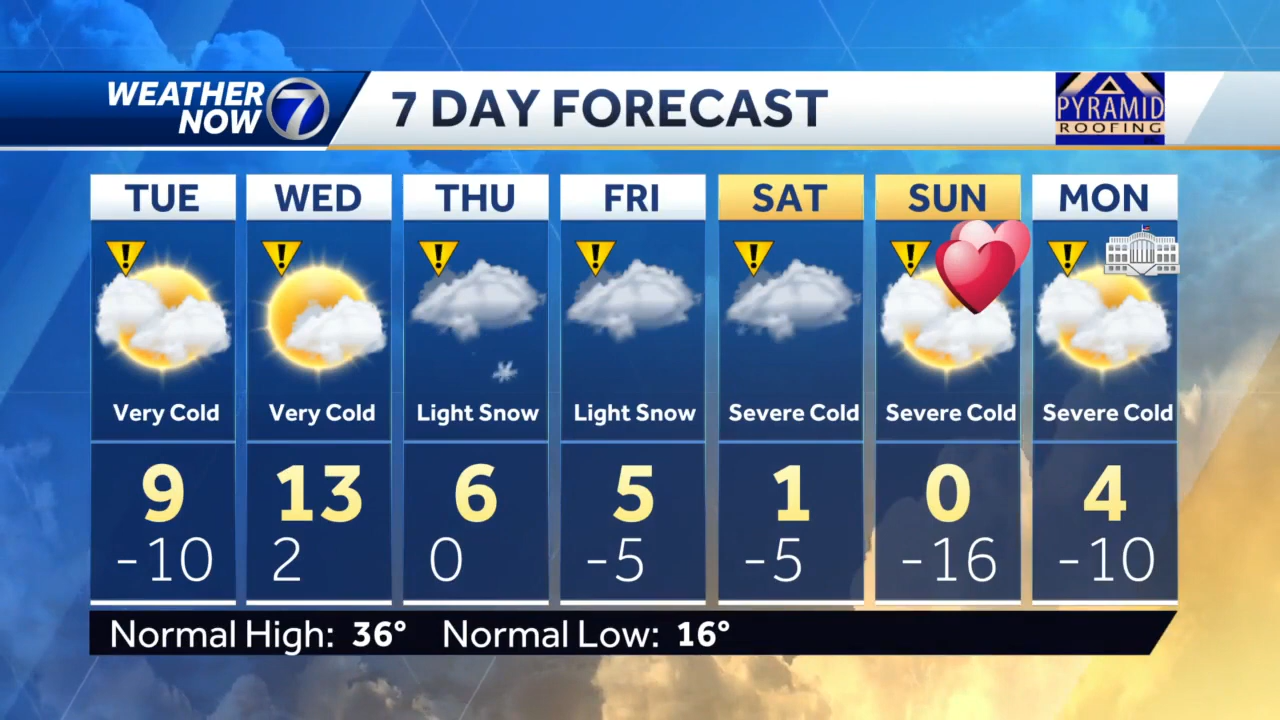 WEATHER
NOW
7
7 DAY FORECAST
PYRAMID
ROOFING
TUE WED THU FRI SAT SUN MON
! ! ! ! ! ! !
Very Cold Very Cold Light Snow Light Snow Severe Cold Severe Cold Severe Cold
9 13 6 5 1 0 4
-10 2 0 -5 -5 -16 -10
Normal High: 36° Normal Low: 16°